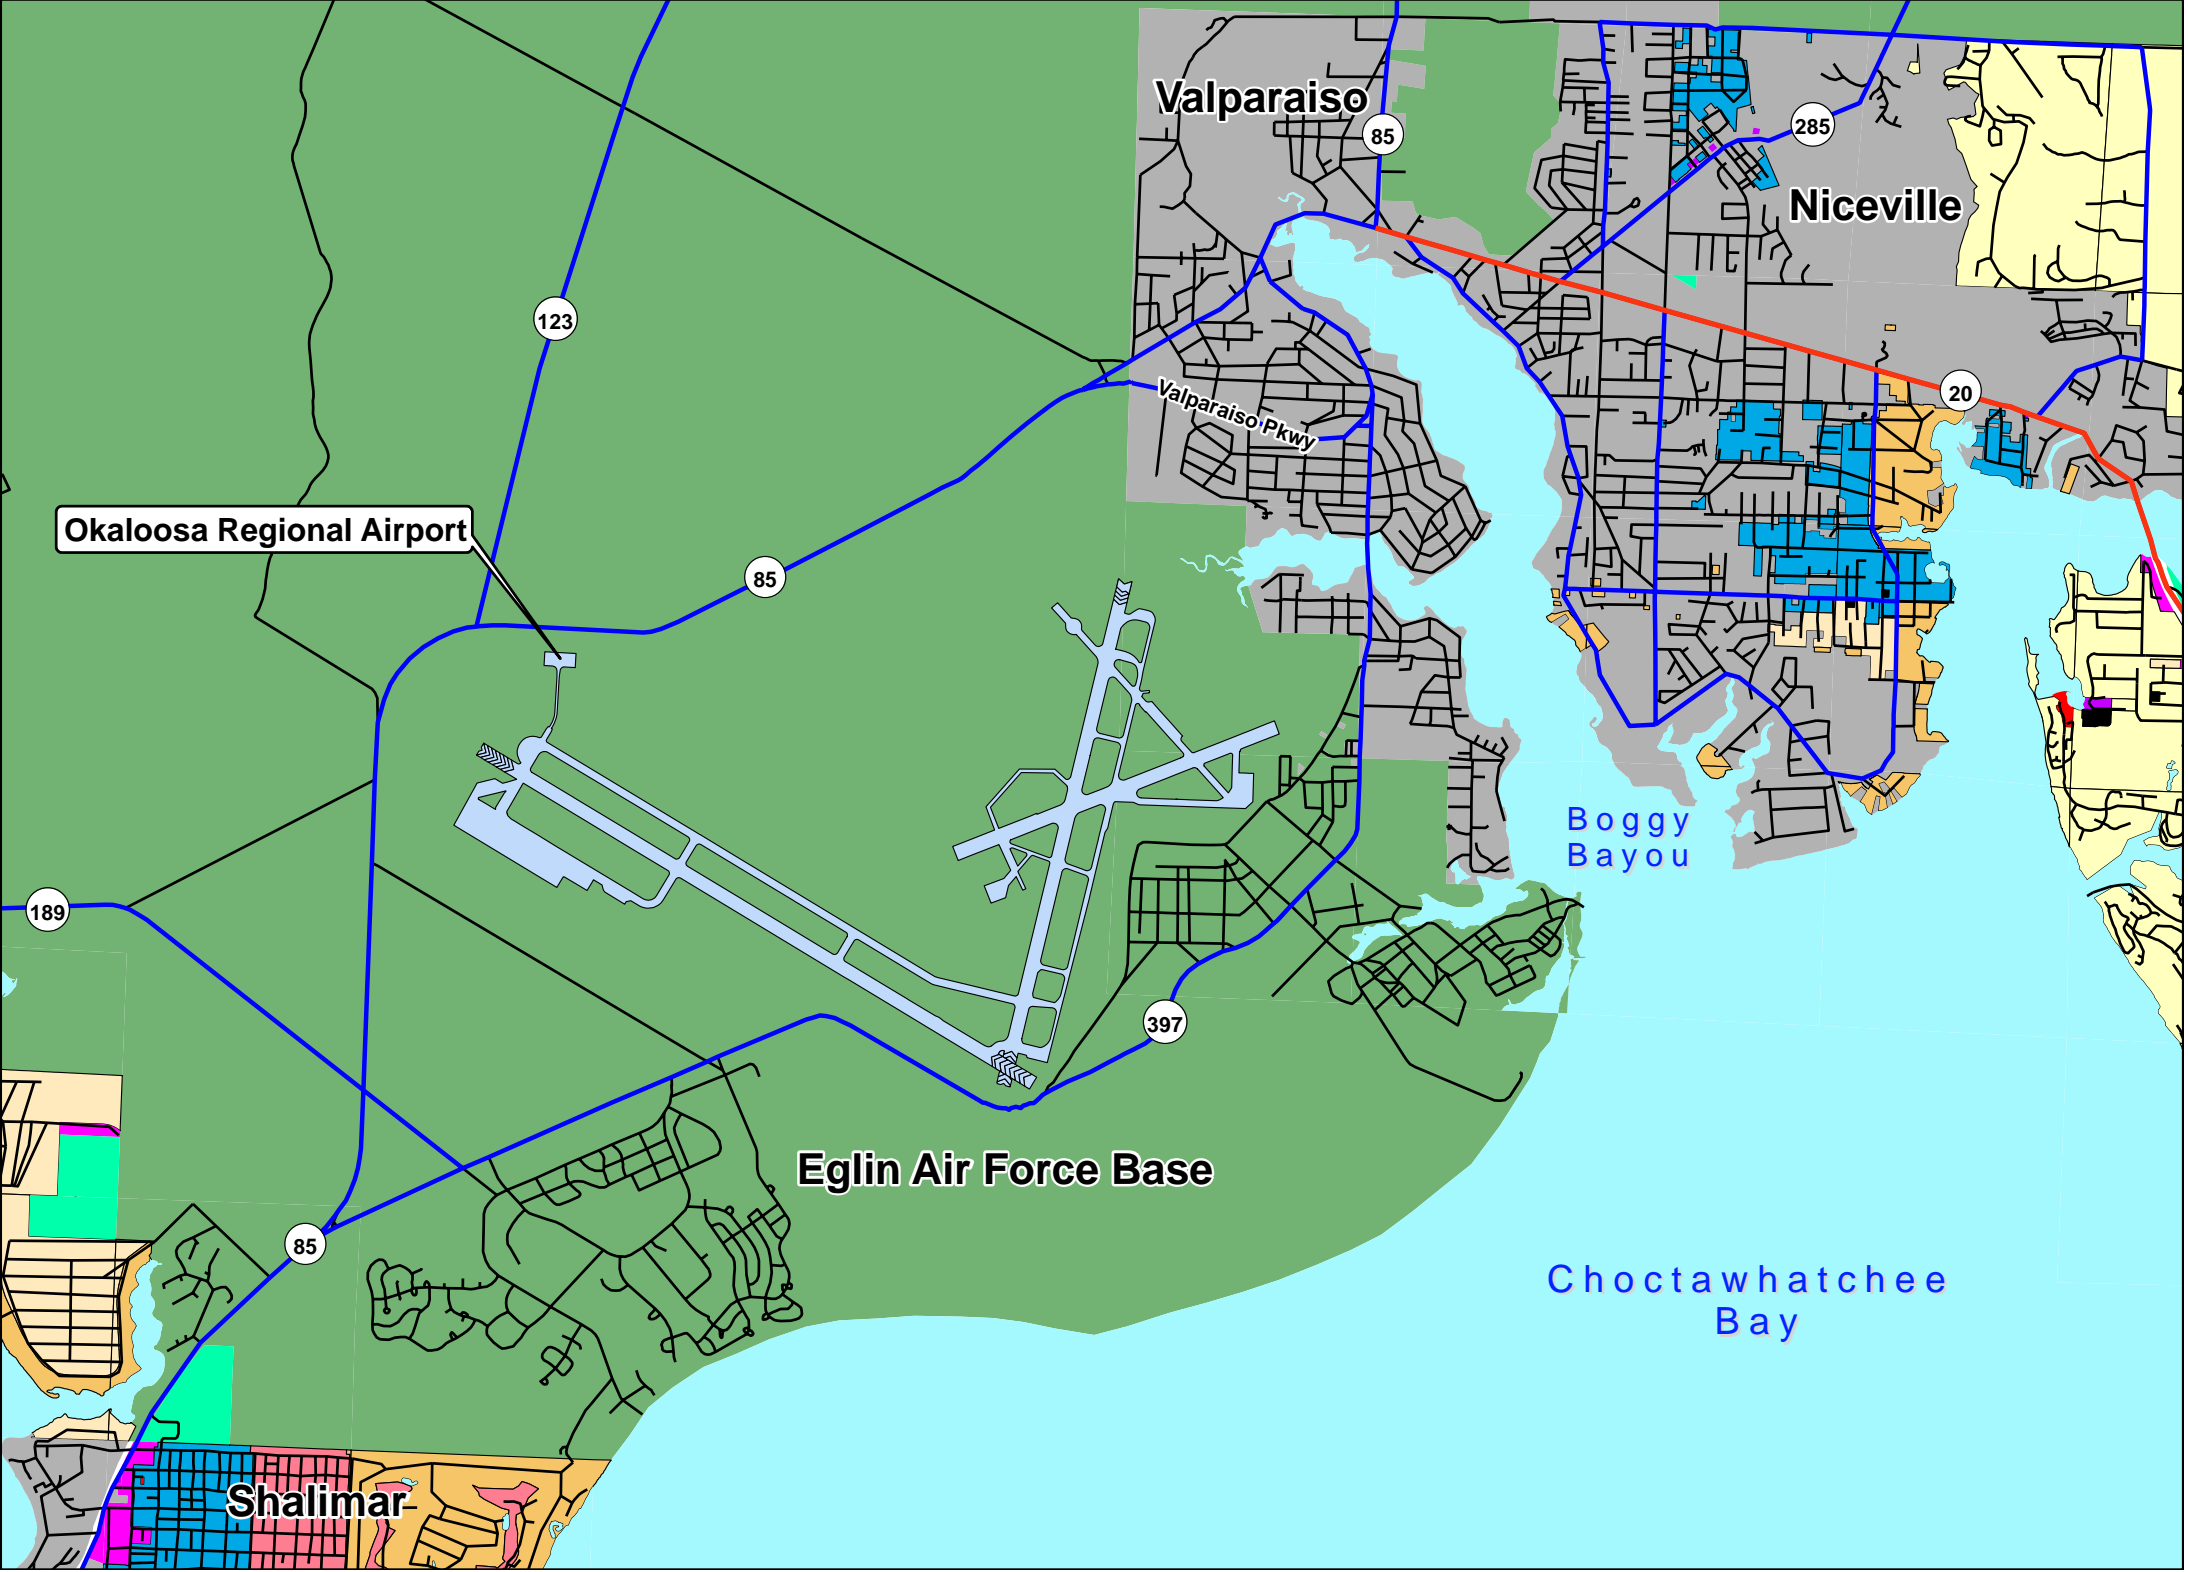 Valparaiso
85
285
Niceville
123
Valparaiso Pkwy
20
Okaloosa Regional Airport
85
Boggy
Bayou
189
397
Eglin Air Force Base
85
Choctawhatchee
Bay
Shalimar